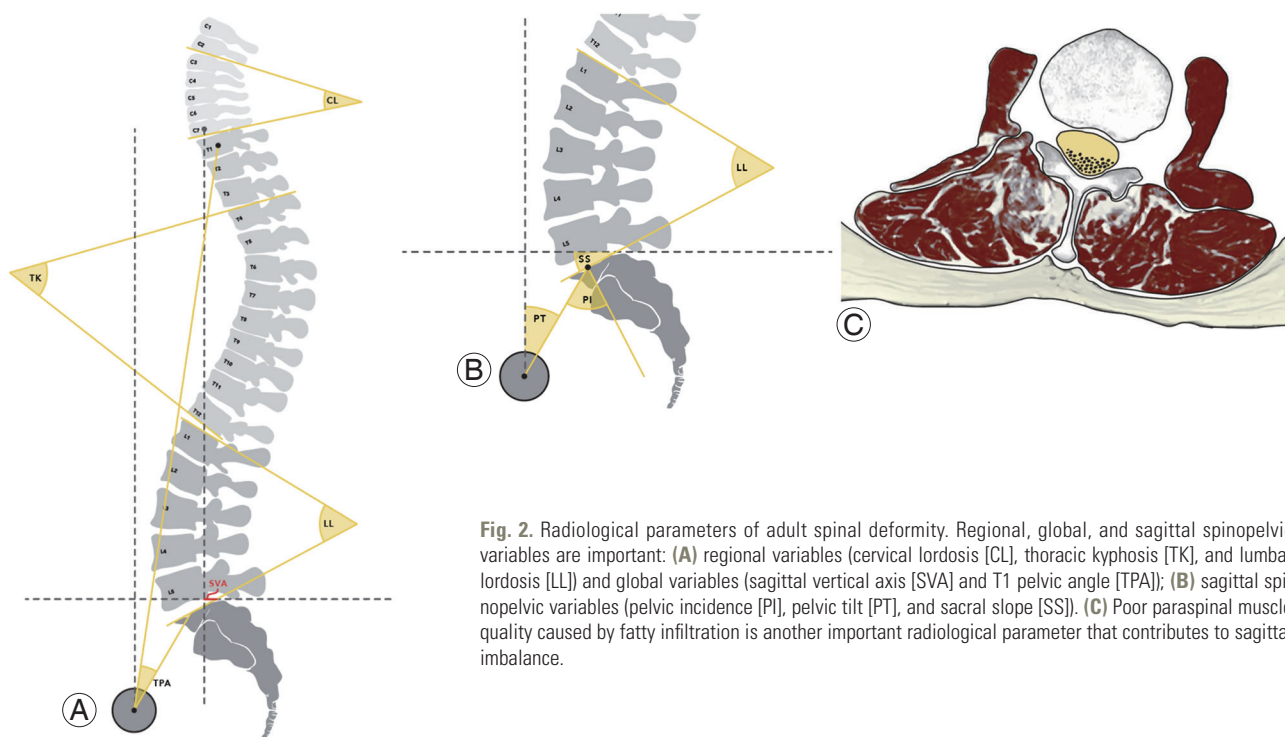 C1
C2
C3
C4
C5
C6
C7
CL
T1
T2
T3
T4
T5
T6
T7
T8
T9
T10
T11
T12
TK
L1
L2
L3
L4
L5
LL
SVA
TPA
A
T12
L1
L2
L3
L4
L5
LL
SS
PI
PT
B
C
Fig. 2. Radiological parameters of adult spinal deformity. Regional, global, and sagittal spinopelvi
variables are important: (A) regional variables (cervical lordosis [CL], thoracic kyphosis [TK], and lumba
lordosis [LL]) and global variables (sagittal vertical axis [SVA] and T1 pelvic angle [TPA]); (B) sagittal spi
nopelvic variables (pelvic incidence [PI], pelvic tilt [PT], and sacral slope [SS]). (C) Poor paraspinal muscle
quality caused by fatty infiltration is another important radiological parameter that contributes to sagitta
imbalance.